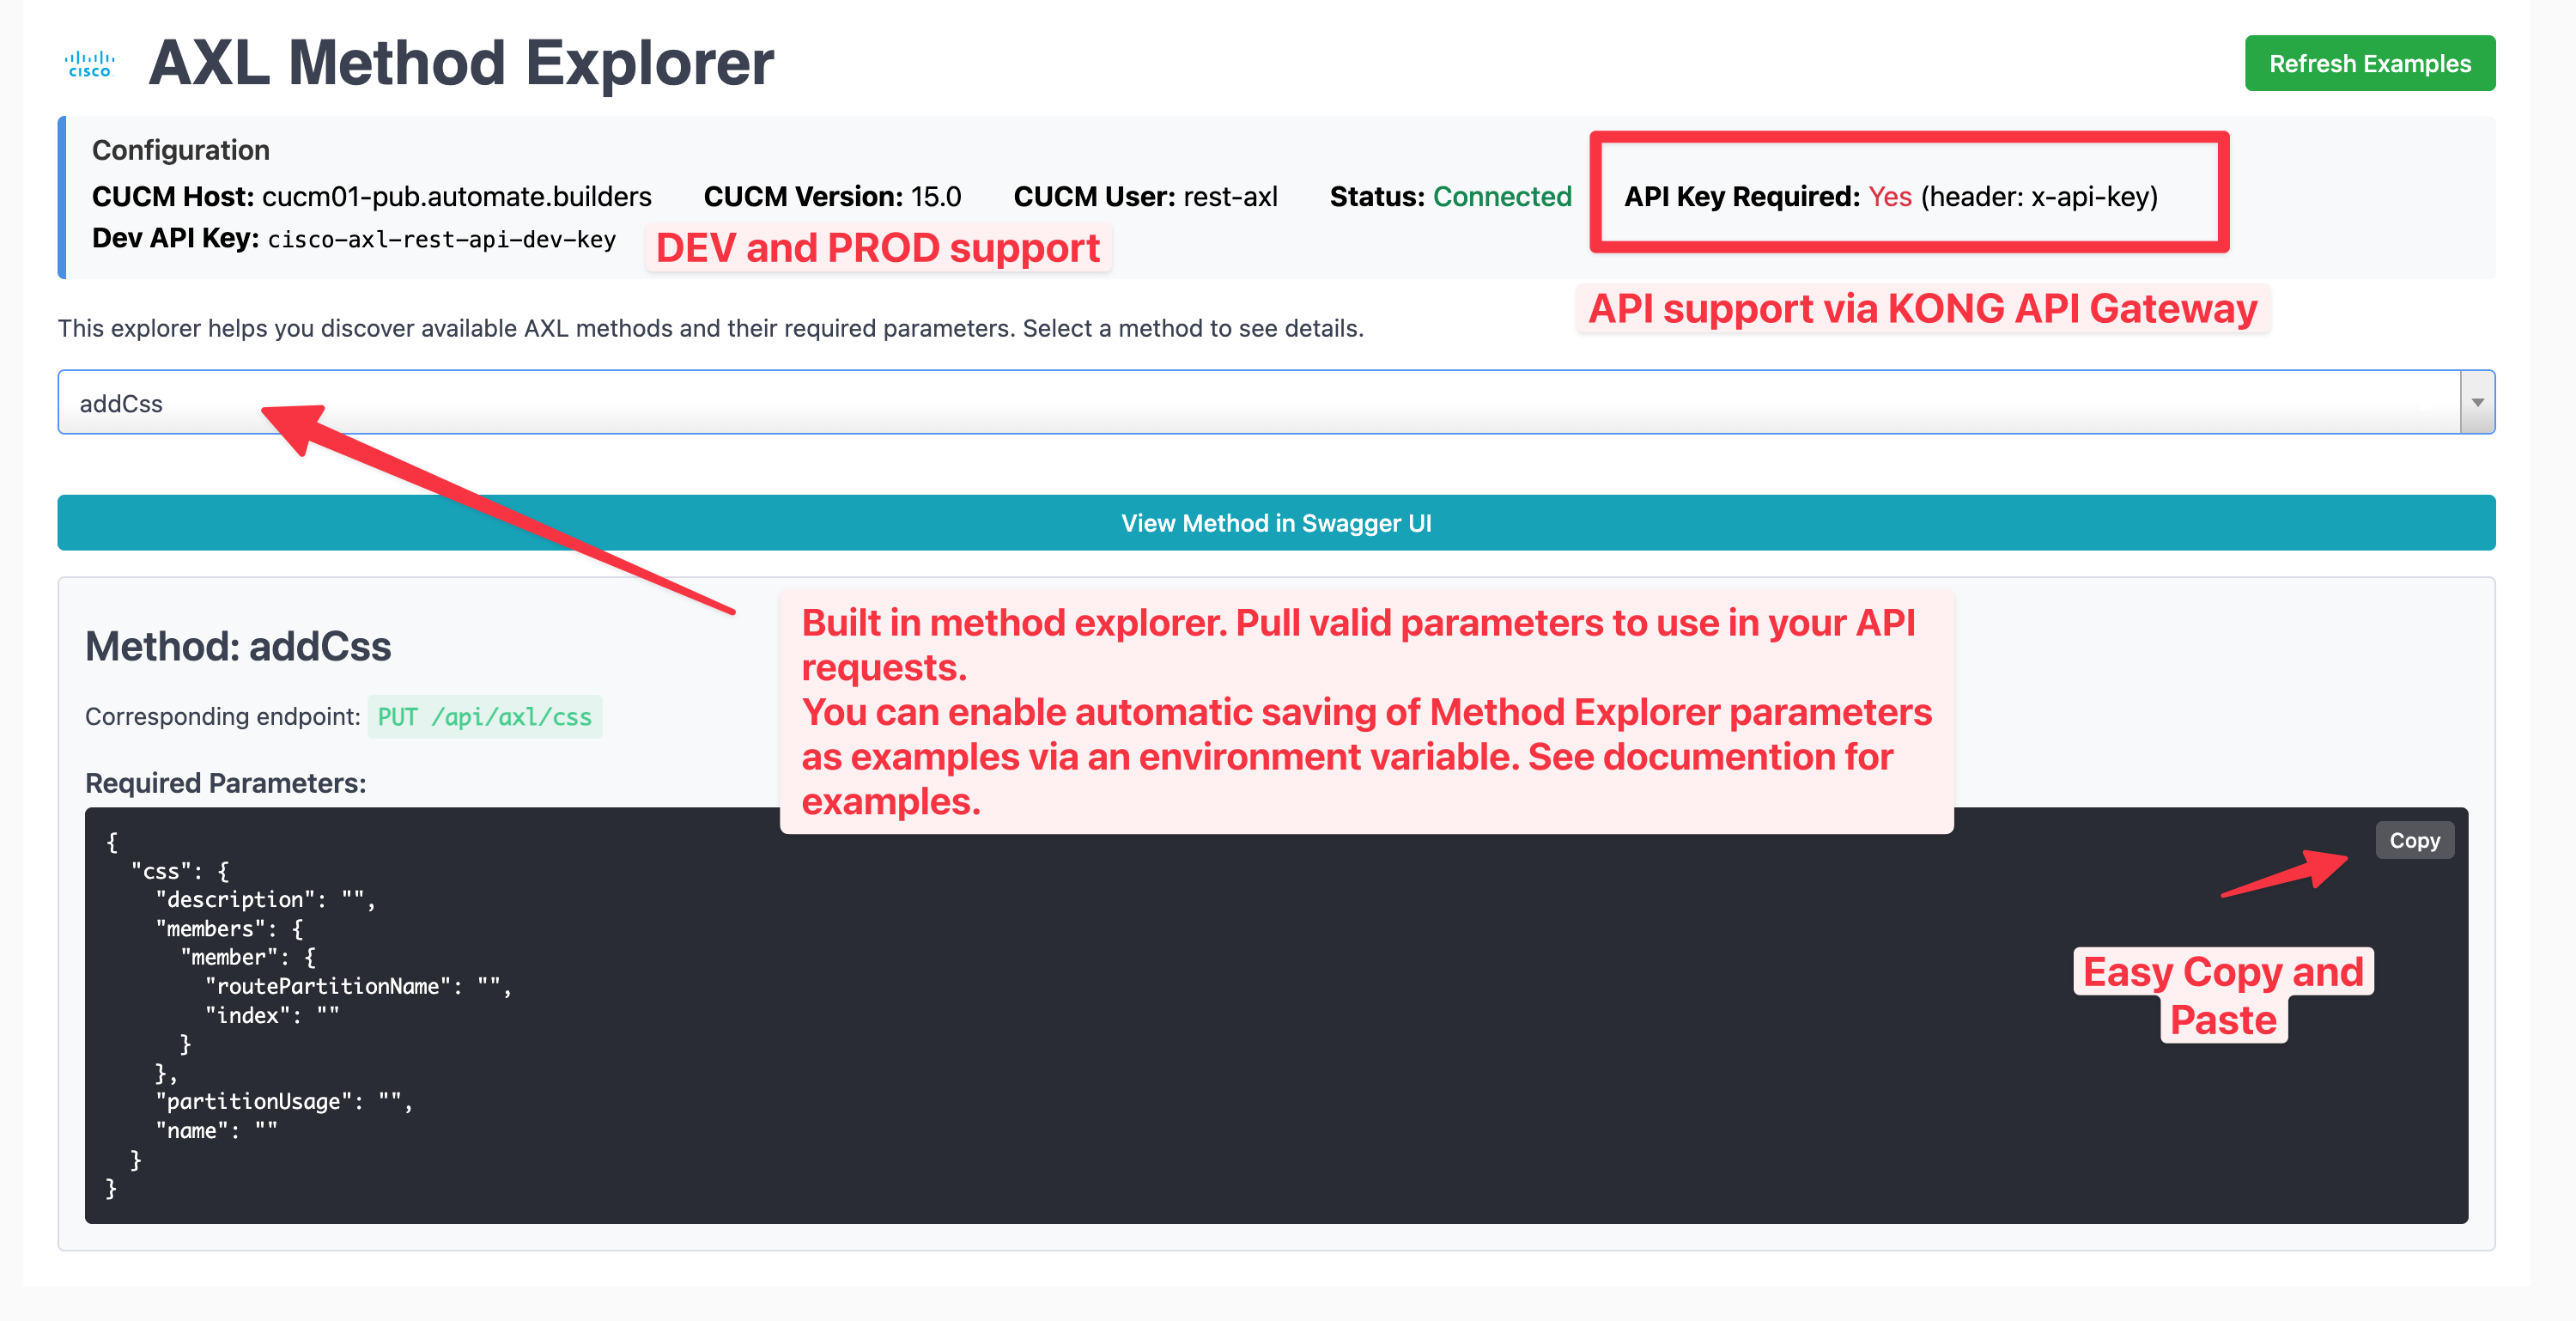 CISCO
AXL Method Explorer
Refresh Examples
Configuration
CUCM Host: cucm01-pub.automate.builders CUCM Version: 15.0 CUCM User: rest-axl Status: Connected API Key Required: Yes (header: x-api-key)
Dev API Key: cisco-axl-rest-api-dev-key
DEV and PROD support
API support via KONG API Gateway
This explorer helps you discover available AXL methods and their required parameters. Select a method to see details.
addCss
View Method in Swagger UI
Built in method explorer. Pull valid parameters to use in your API
requests.
You can enable automatic saving of Method Explorer parameters
as examples via an environment variable. See documention for
examples.
Method: addCss
Corresponding endpoint: PUT /api/axl/css
Required Parameters:
Copy
{
  "css": {
    "description": "",
    "members": {
      "member": {
        "routePartitionName": "",
        "index": ""
      }
    },
    "partitionUsage": "",
    "name": ""
  }
}
Easy Copy and
Paste